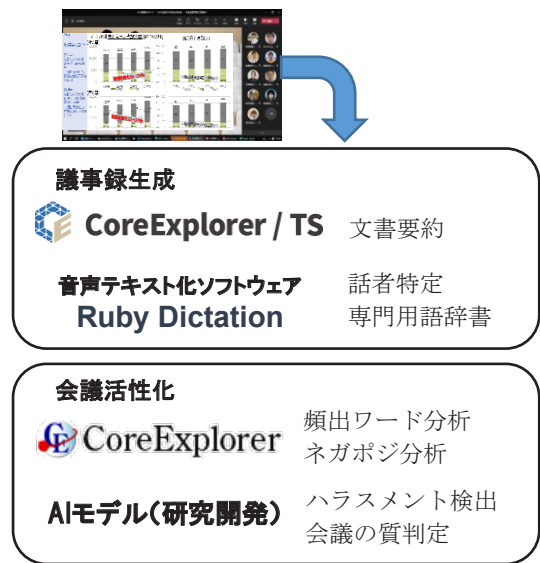 議事録生成
CoreExplorer / TS
文書要約
音声テキスト化ソフトウェア
Ruby Dictation
話者特定
専門用語辞書
会議活性化
CoreExplorer
頻出ワード分析
ネガポジ分析
AIモデル（研究開発）
ハラスメント検出
会議の質判定